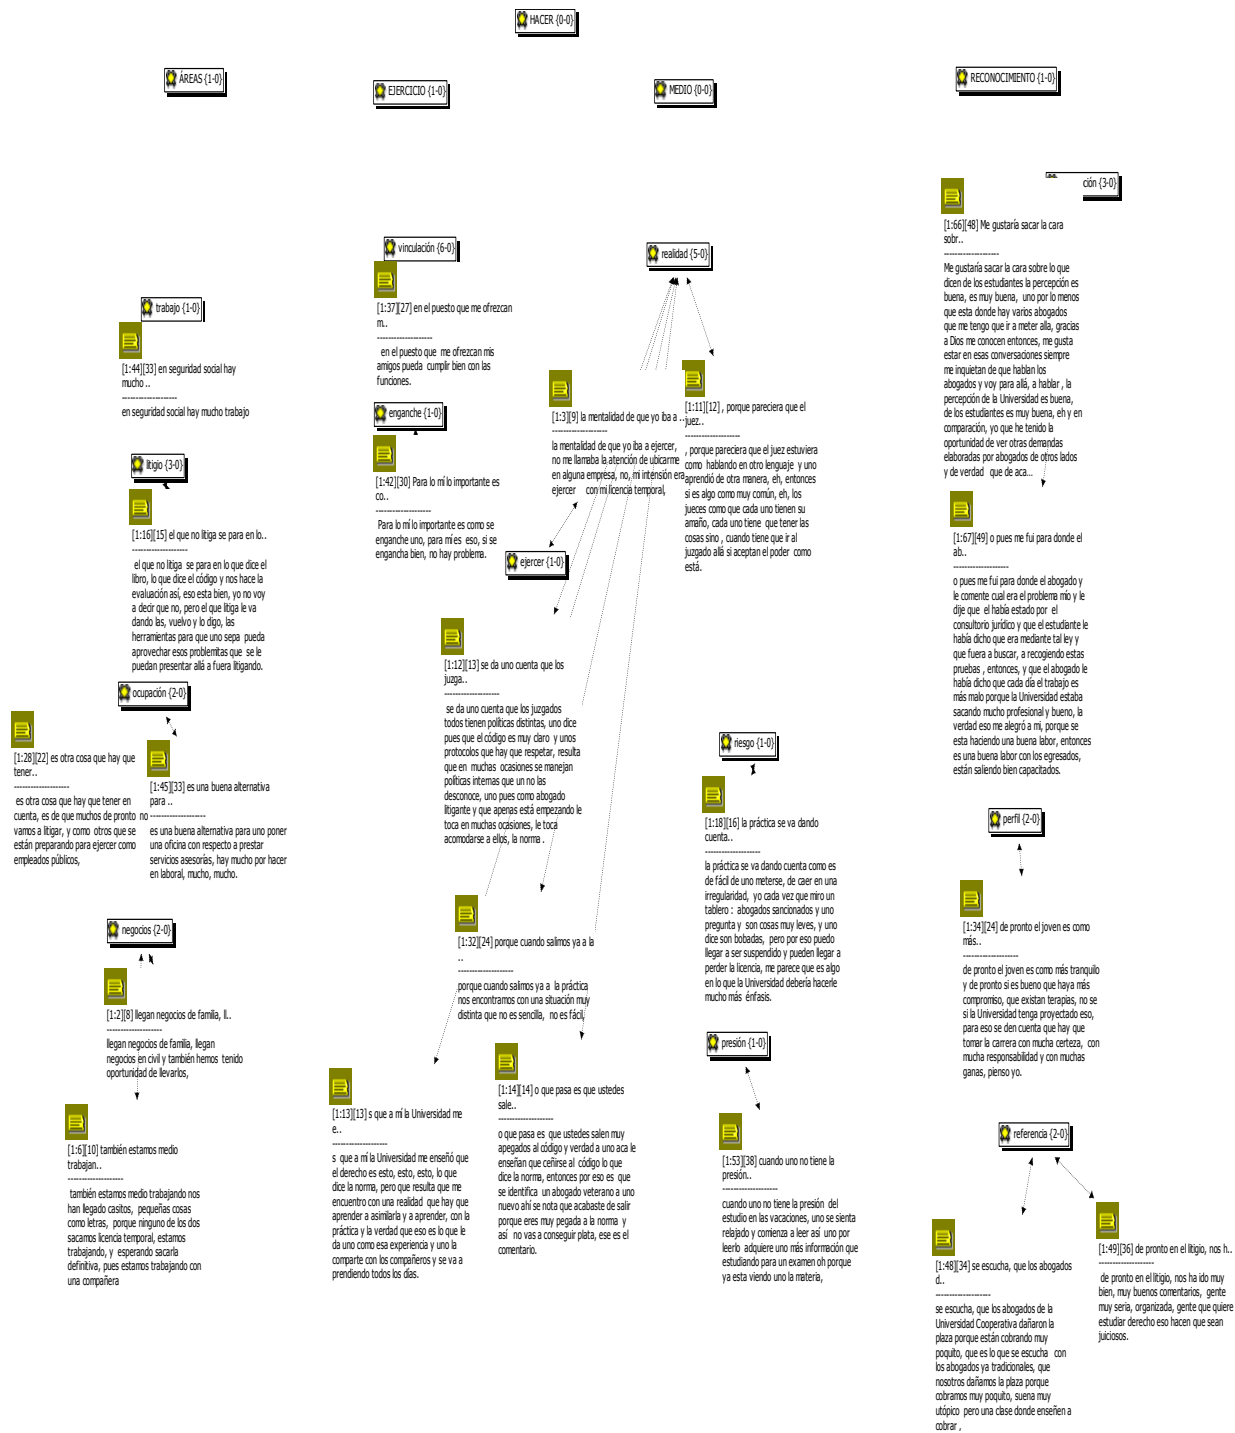 HACER {0-0}
ÁREAS {1-0}
EJERCICIO {1-0}
MEDIO {0-0}
RECONOCIMIENTO {1-0}
trabajo {1-0}
[1:44][33] en seguridad social hay
mucho ..
--------------------
en seguridad social hay mucho trabajo
litigio {3-0}
[1:16][15] el que no litiga se para en lo..
--------------------
el que no litiga se para en lo que dice el
libro, lo que dice el código y nos hace la
evaluación así, eso esta bien, yo no voy
a decir que no, pero el que litiga le va
dando las, vuelvo y lo digo, las
herramientas para que uno sepa pueda
aprovechar esos problemitas que se le
puedan presentar allá a fuera litigando.
ocupación {2-0}
[1:28][22] es otra cosa que hay que
tener..
--------------------
es otra cosa que hay que tener en
cuenta, es de que muchos de pronto no
vamos a litigar, y como otros que se
están preparando para ejercer como
empleados públicos,
[1:45][33] es una buena alternativa
para ..
--------------------
es una buena alternativa para uno poner
una oficina con respecto a prestar
servicios asesorías, hay mucho por hacer
en laboral, mucho, mucho.
negocios {2-0}
[1:2][8] llegan negocios de familia, ll..
--------------------
llegan negocios de familia, llegan
negocios en civil y también hemos tenido
oportunidad de llevarlos,
[1:6][10] también estamos medio
trabajan..
--------------------
también estamos medio trabajando nos
han llegado casitos, pequeñas cosas
como letras, porque ninguno de los dos
sacamos licencia temporal, estamos
trabajando, y esperando sacarla
definitiva, pues estamos trabajando con
una compañera
vinculación {6-0}
[1:37][27] en el puesto que me ofrezcan
m..
--------------------
en el puesto que me ofrezcan mis
amigos pueda cumplir bien con las
funciones.
enganche {1-0}
[1:42][30] Para lo mí lo importante es
co..
--------------------
Para lo mí lo importante es como se
enganche uno, para mí es eso, si se
engancha bien, no hay problema.
realidad {5-0}
[1:3][9] la mentalidad de que yo iba a ..
--------------------
la mentalidad de que yo iba a ejercer,
no me llamaba la atención de ubicarme
en alguna empresa, no, mi intención era
ejercer con mi licencia temporal,
ejercer {1-0}
[1:11][12] , porque pareciera que el
juez..
--------------------
, porque pareciera que el juez estuviera
como hablando en otro lenguaje y uno
aprendió de otra manera, eh, entonces
si es algo como muy común, eh, los
jueces como que cada uno tienen su
amaño, cada uno tiene que tener las
cosas sino , cuando tiene que ir al
juzgado allá si aceptan el poder como
está.
[1:12][13] se da uno cuenta que los
juzga..
--------------------
se da uno cuenta que los juzgados
todos tienen políticas distintas, uno dice
pues que el código es muy claro y unos
protocolos que hay que respetar, resulta
que en muchas ocasiones se manejan
políticas internas que un no las
desconoce, uno pues como abogado
litigante y que apenas está empezando le
toca en muchas ocasiones, le toca
acomodarse a ellos, la norma .
[1:32][24] porque cuando salimos ya a la
..
--------------------
porque cuando salimos ya a la práctica
nos encontramos con una situación muy
distinta que no es sencilla, no es fácil,
[1:13][13] s que a mí la Universidad me
e..
--------------------
s que a mí la Universidad me enseñó que
el derecho es esto, esto, esto, lo que
dice la norma, pero que resulta que me
encuentro con una realidad que hay que
aprender a asimilarla y a aprender, con la
práctica y la verdad que eso es lo que le
da uno como esa experiencia y uno la
comparte con los compañeros y se va a
prendiendo todos los días.
[1:14][14] o que pasa es que ustedes
sale..
--------------------
o que pasa es que ustedes salen muy
apegados al código y verdad a uno aca le
enseñan que ceñirse al código lo que
dice la norma, entonces por eso es que
se identifica un abogado veterano a uno
nuevo ahí se nota que acabaste de salir
porque eres muy pegada a la norma y
así no vas a conseguir plata, ese es el
comentario.
riesgo {1-0}
[1:18][16] la práctica se va dando
cuenta..
--------------------
la práctica se va dando cuenta como es
de fácil de uno meterse, de caer en una
irregularidad, yo cada vez que miro un
tablero : abogados sancionados y uno
pregunta y son cosas muy leves, y uno
dice son bobadas, pero por eso puedo
llegar a ser suspendido y pueden llegar a
perder la licencia, me parece que es algo
en lo que la Universidad debería hacerle
mucho más énfasis.
presión {1-0}
[1:53][38] cuando uno no tiene la
presión..
--------------------
cuando uno no tiene la presión del
estudio en las vacaciones, uno se sienta
relajado y comienza a leer así uno por
leerlo adquiere uno más información que
estudiando para un examen oh porque
ya esta viendo uno la materia,
ción {3-0}
[1:66][48] Me gustaría sacar la cara
sobr..
--------------------
Me gustaría sacar la cara sobre lo que
dicen de los estudiantes la percepción es
buena, es muy buena, uno por lo menos
que esta donde hay varios abogados
que me tengo que ir a meter alla, gracias
a Dios me conocen entonces, me gusta
estar en esas conversaciones siempre
me inquietan de que hablan los
abogados y voy para allá, a hablar , la
percepción de la Universidad es buena,
de los estudiantes es muy buena, eh y en
comparación, yo que he tenido la
oportunidad de ver otras demandas
elaboradas por abogados de otros lados
y de verdad que de aca...
[1:67][49] o pues me fui para donde el
ab..
--------------------
o pues me fui para donde el abogado y
le comente cual era el problema mío y le
dije que el había estado por el
consultorio jurídico y que el estudiante le
había dicho que era mediante tal ley y
que fuera a buscar, a recogiendo estas
pruebas , entonces, y que el abogado le
había dicho que cada día el trabajo es
más malo porque la Universidad estaba
sacando mucho profesional y bueno, la
verdad eso me alegró a mi, porque se
esta haciendo una buena labor, entonces
es una buena labor con los egresados,
están saliendo bien capacitados.
perfil {2-0}
[1:34][24] de pronto el joven es como
más..
--------------------
de pronto el joven es como más tranquilo
y de pronto si es bueno que haya más
compromiso, que existan terapias, no se
si la Universidad tenga proyectado eso,
para eso se den cuenta que hay que
tomar la carrera con mucha certeza, con
mucha responsabilidad y con muchas
ganas, pienso yo.
referencia {2-0}
[1:48][34] se escucha, que los abogados
d..
--------------------
se escucha, que los abogados de la
Universidad Cooperativa dañaron la
plaza porque están cobrando muy
poquito, que es lo que se escucha con
los abogados ya tradicionales, que
nosotros dañamos la plaza porque
cobramos muy poquito, suena muy
utópico pero una clase donde enseñen a
cobrar ,
[1:49][36] de pronto en el litigio, nos h..
--------------------
de pronto en el litigio, nos ha ido muy
bien, muy buenos comentarios, gente
muy seria, organizada, gente que quiere
estudiar derecho eso hacen que sean
juiciosos.